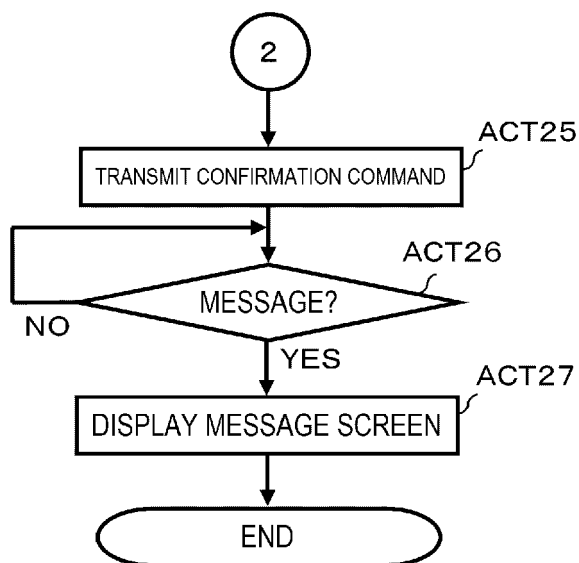 2
ACT25
TRANSMIT CONFIRMATION COMMAND
ACT26
MESSAGE?
NO
YES
ACT27
DISPLAY MESSAGE SCREEN
END